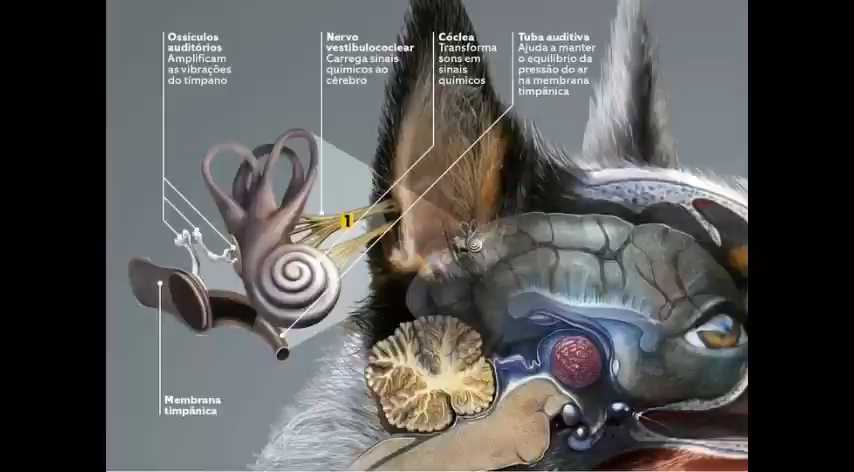 Ossículos
auditórios
Amplificam
as vibrações
do tímpano
Nervo
vestibulococlear
Carrega sinais
químicos ao
cérebro
Cóclea
Transforma
sons em
sinais
químicos
Tuba auditiva
Ajuda a manter
o equilíbrio da
pressão do ar
na membrana
timpânica
1
Membrana
timpânica